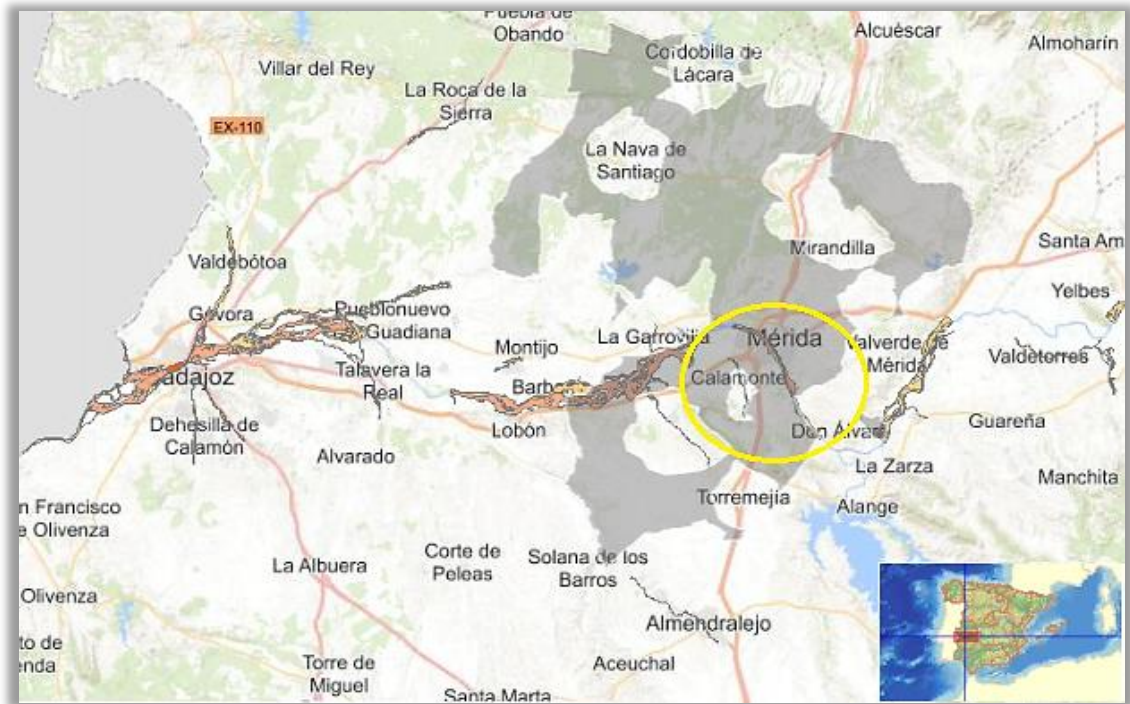 Puebla de
Obando
Alcuéscar
Almoharín
Cordobilla de
Lácara
Villar del Rey
La Roca de la
Sierra
EX-110
La Nava de
Santiago
Mirandilla
Santa Am
Valdebótoa
Yelbes
Gévora
Pueblonuevo
Guadiana
La Garrovilla
Mérida
Valverde de
Mérida
Valdetorres
Montijo
Badajoz
Talavera la
Real
Calamonte
Lobón
Dehesilla de
Calamón
Don Álvaro
Guareña
Alvarado
La Zarza
Manchita
Torremejía
Alange
n Francisco
e Olivenza
Corte de
Peleas
Solana de los
Barros
La Albuera
Olivenza
Almendralejo
to de
enda
Torre de
Miguel
Aceuchal
Santa Marta